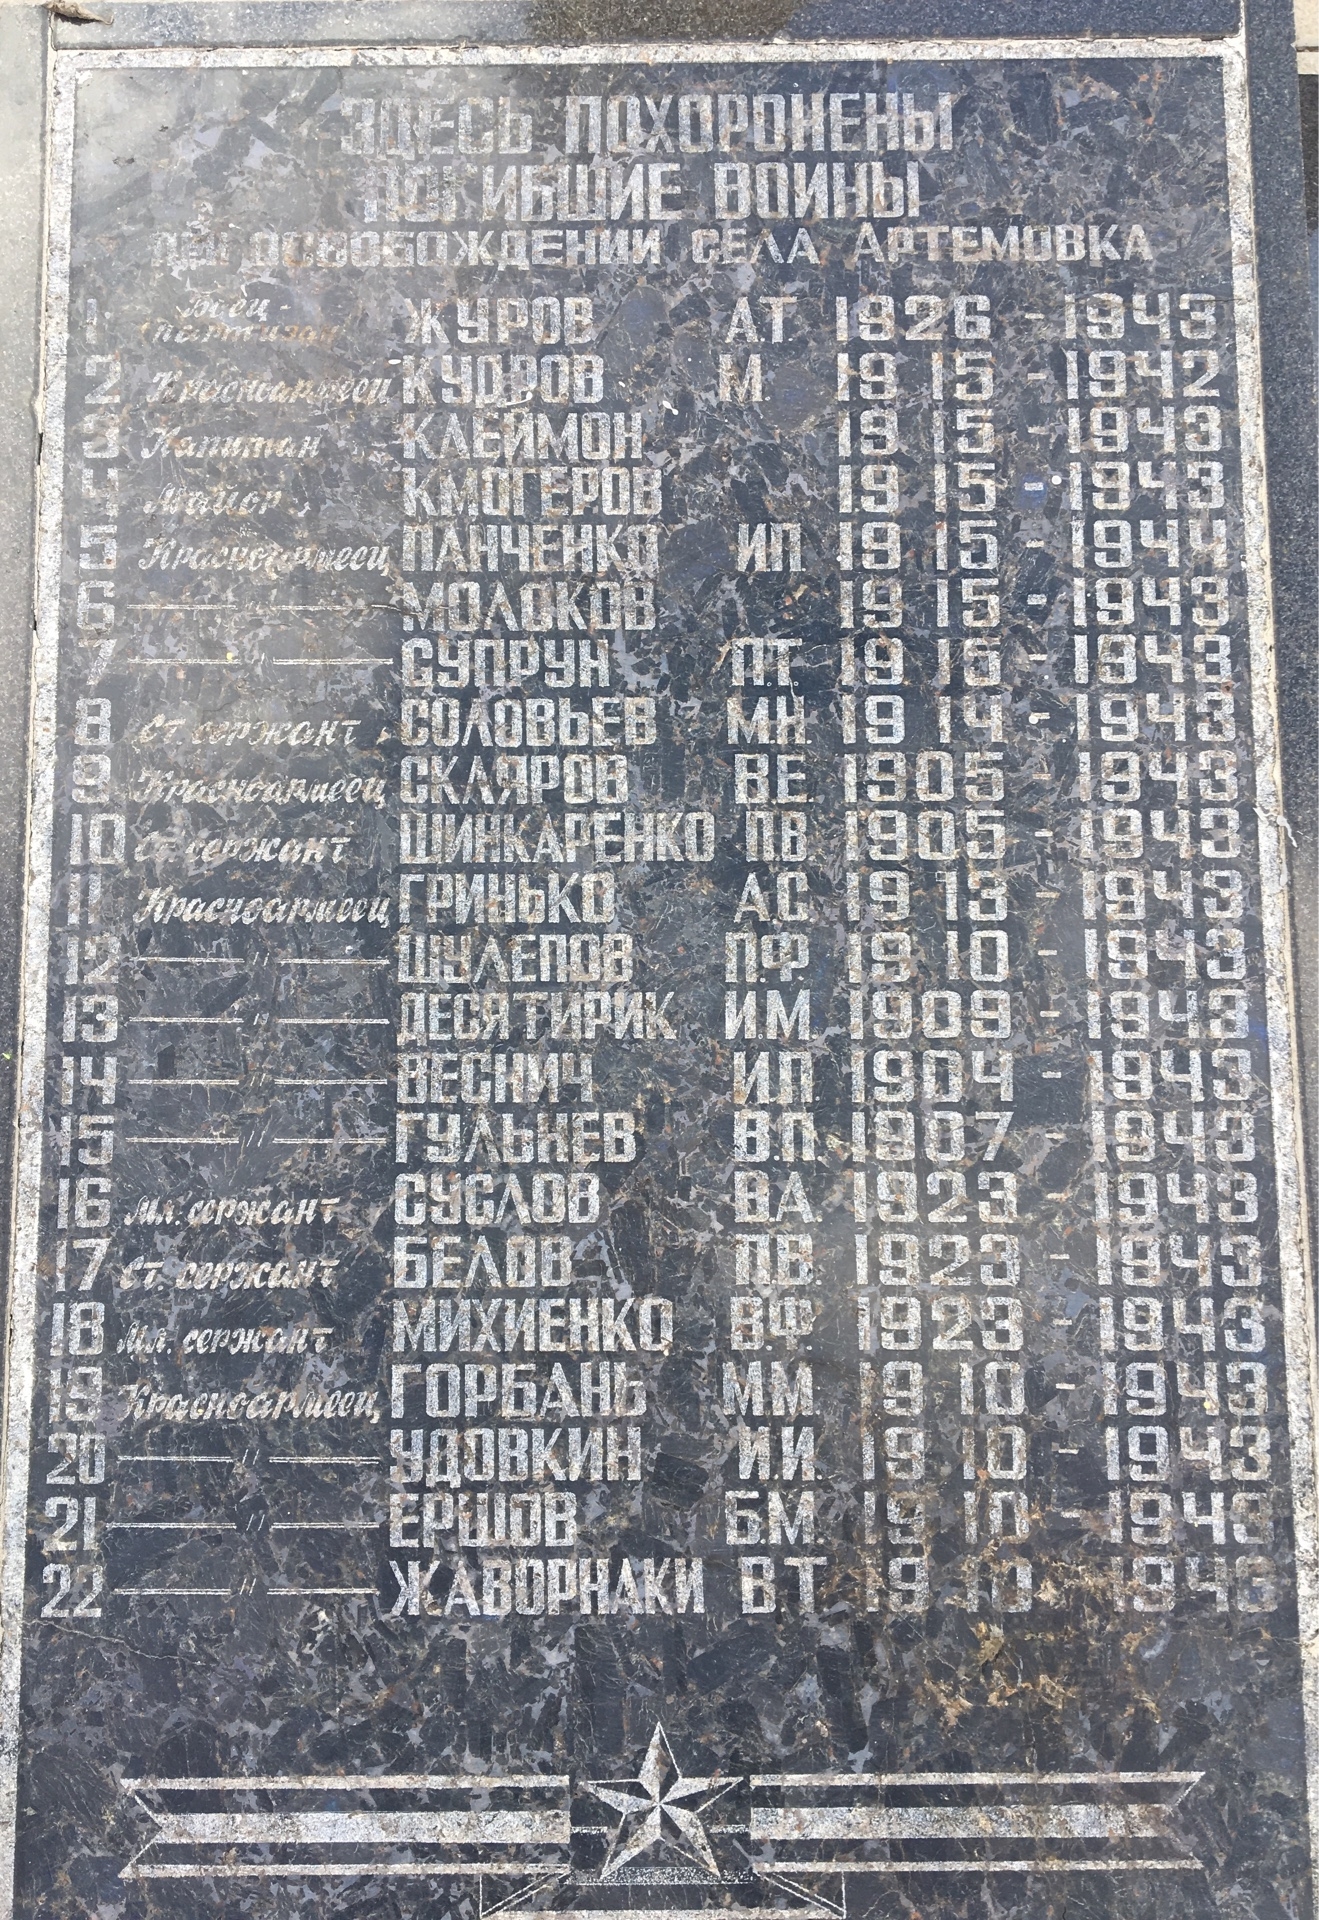 ЗДЕСЬ ПОХОРОНЕНЫ
ПОГИБШИЕ ВОИНЫ
ПРИ ОСВОБОЖДЕНИИ СЕЛА АРТЕМОВКА
1. Боец-
партизан ЖУРОВ А.Т. 1926 - 1943
2 Красноармеец КУДРОВ М. 1915 - 1942
3 Капитан КЛЕЙМОН 1915 - 1943
4 Майор КМОГЕРОВ 1915 - 1943
5 Красноармеец ПАНЧЕНКО И.П. 1915 - 1944
6 —〃— МОЛОКОВ 1915 - 1943
7 —〃— СУПРУН П.Т. 1915 - 1943
8 Ст. сержант СОЛОВЬЕВ М.Н. 1914 - 1943
9 Красноармеец СКЛЯРОВ В.Е. 1905 - 1943
10 Ст. сержант ШИНКАРЕНКО П.В 1905 - 1943
11 Красноармеец ГРИНЬКО А.С. 1913 - 1943
12 —〃— ШУЛЕПОВ П.Ф. 1910 - 1943
13 —〃— ДЕСЯТИРИК И.М. 1909 - 1943
14 —〃— ВЕСНИЧ И.П. 1904 - 1943
15 —〃— ГУЛЬНЕВ В.П. 1907 - 1943
16 Мл. сержант СУСЛОВ В.А. 1923 - 1943
17 Ст. сержант БЕЛОВ П.В. 1923 - 1943
18 Мл. сержант МИХИЕНКО В.Ф. 1923 - 1943
19 Красноармеец ГОРБАНЬ М.М. 1910 - 1943
20 —〃— УДОВКИН И.И. 1910 - 1943
21 —〃— ЕРШОВ Б.М. 1910 - 1943
22 —〃— ЖАВОРНАКИ В.Т 1910 - 1943